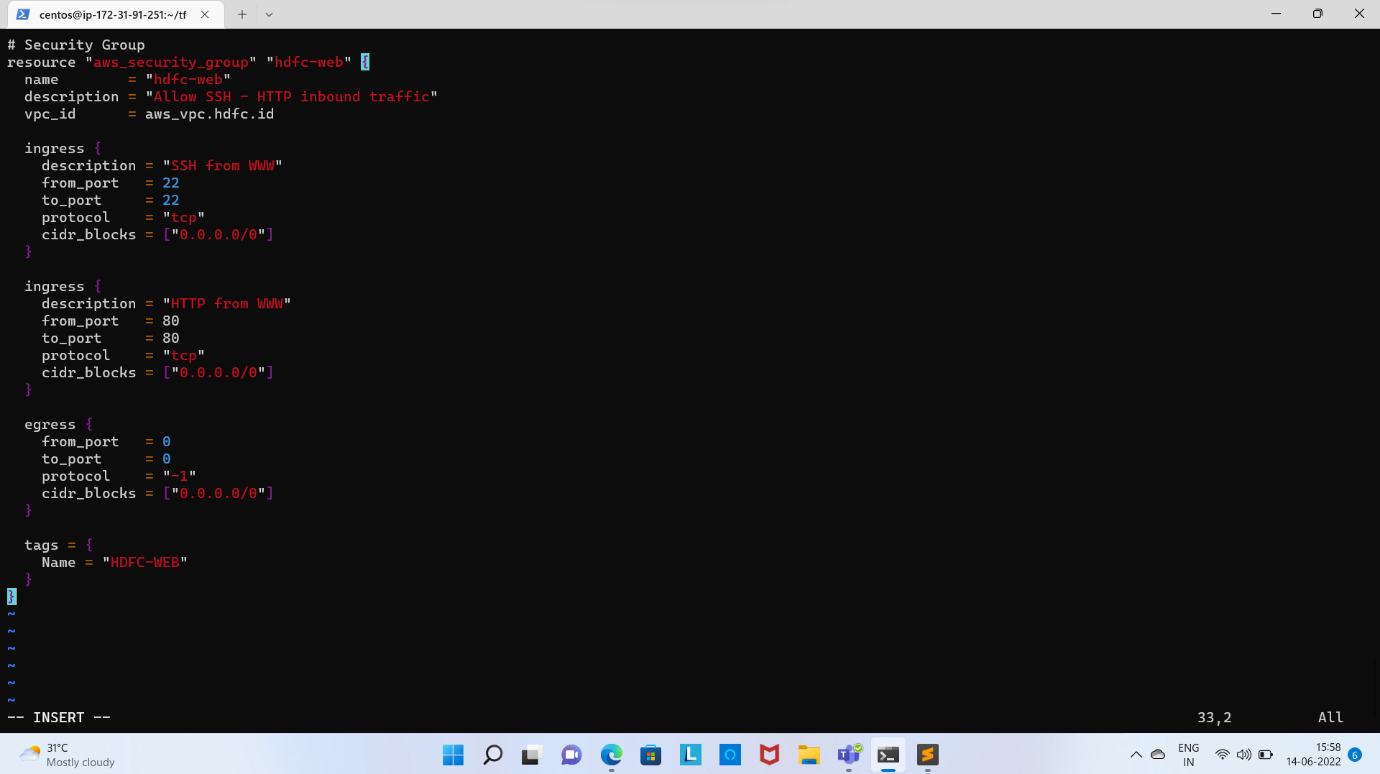 centos@ip-172-31-91-251:~/tf
# Security Group
resource "aws_security_group" "hdfc-web" {
  name        = "hdfc-web"
  description = "Allow SSH - HTTP inbound traffic"
  vpc_id      = aws_vpc.hdfc.id

  ingress {
    description = "SSH from WWW"
    from_port   = 22
    to_port     = 22
    protocol    = "tcp"
    cidr_blocks = ["0.0.0.0/0"]
  }

  ingress {
    description = "HTTP from WWW"
    from_port   = 80
    to_port     = 80
    protocol    = "tcp"
    cidr_blocks = ["0.0.0.0/0"]
  }

  egress {
    from_port   = 0
    to_port     = 0
    protocol    = "-1"
    cidr_blocks = ["0.0.0.0/0"]
  }

  tags = {
    Name = "HDFC-WEB"
  }
}
~
~
~
~
~
~
-- INSERT -- 33,2 All
31°C
Mostly cloudy
L
ENG
IN
15:58
14-06-2022
6